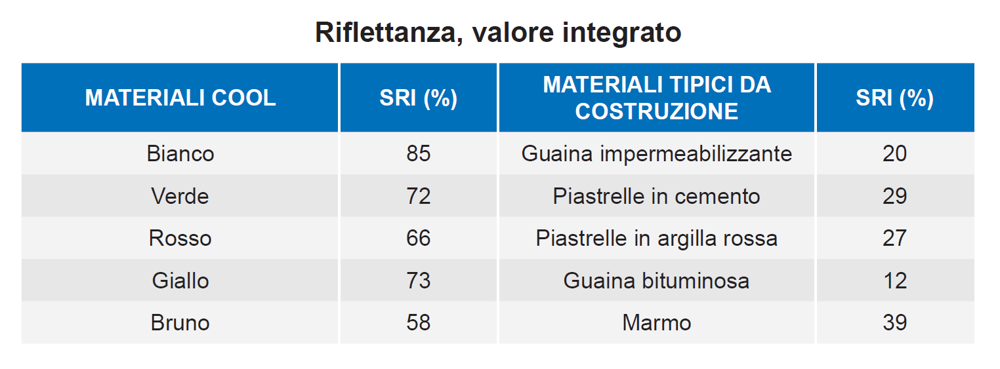 Riflettanza, valore integrato
MATERIALI COOL SRI (%) MATERIALI TIPICI DA COSTRUZIONE SRI (%)
Bianco 85 Guaina impermeabilizzante 20
Verde 72 Piastrelle in cemento 29
Rosso 66 Piastrelle in argilla rossa 27
Giallo 73 Guaina bituminosa 12
Bruno 58 Marmo 39